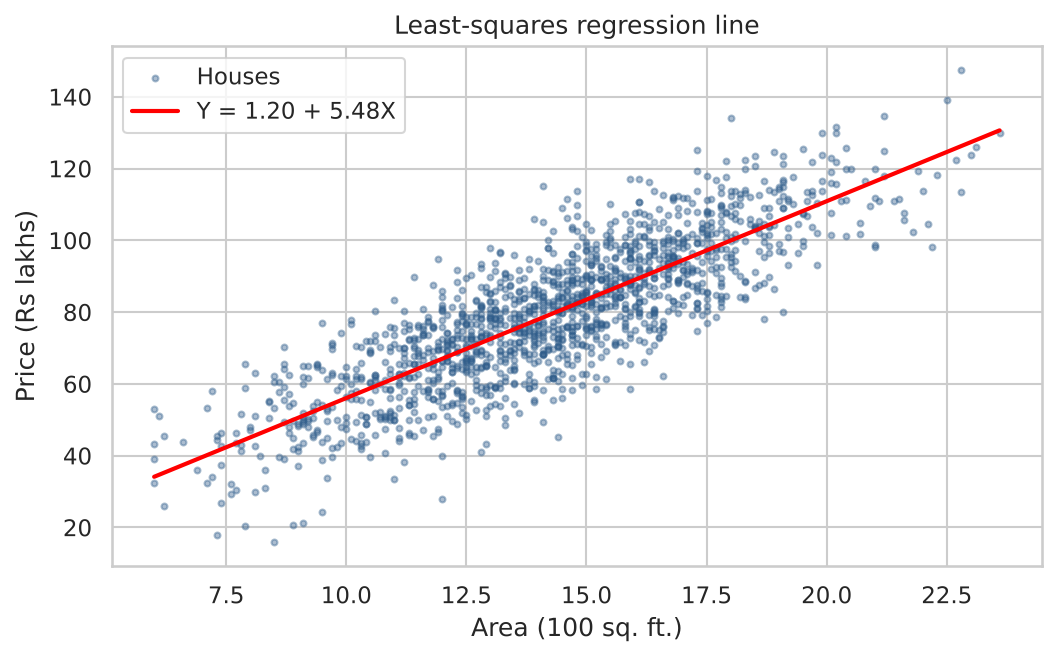 Least-squares regression line
Houses
Y = 1.20 + 5.48X
140
120
100
80
60
40
20
Price (Rs lakhs)
7.5 10.0 12.5 15.0 17.5 20.0 22.5
Area (100 sq. ft.)